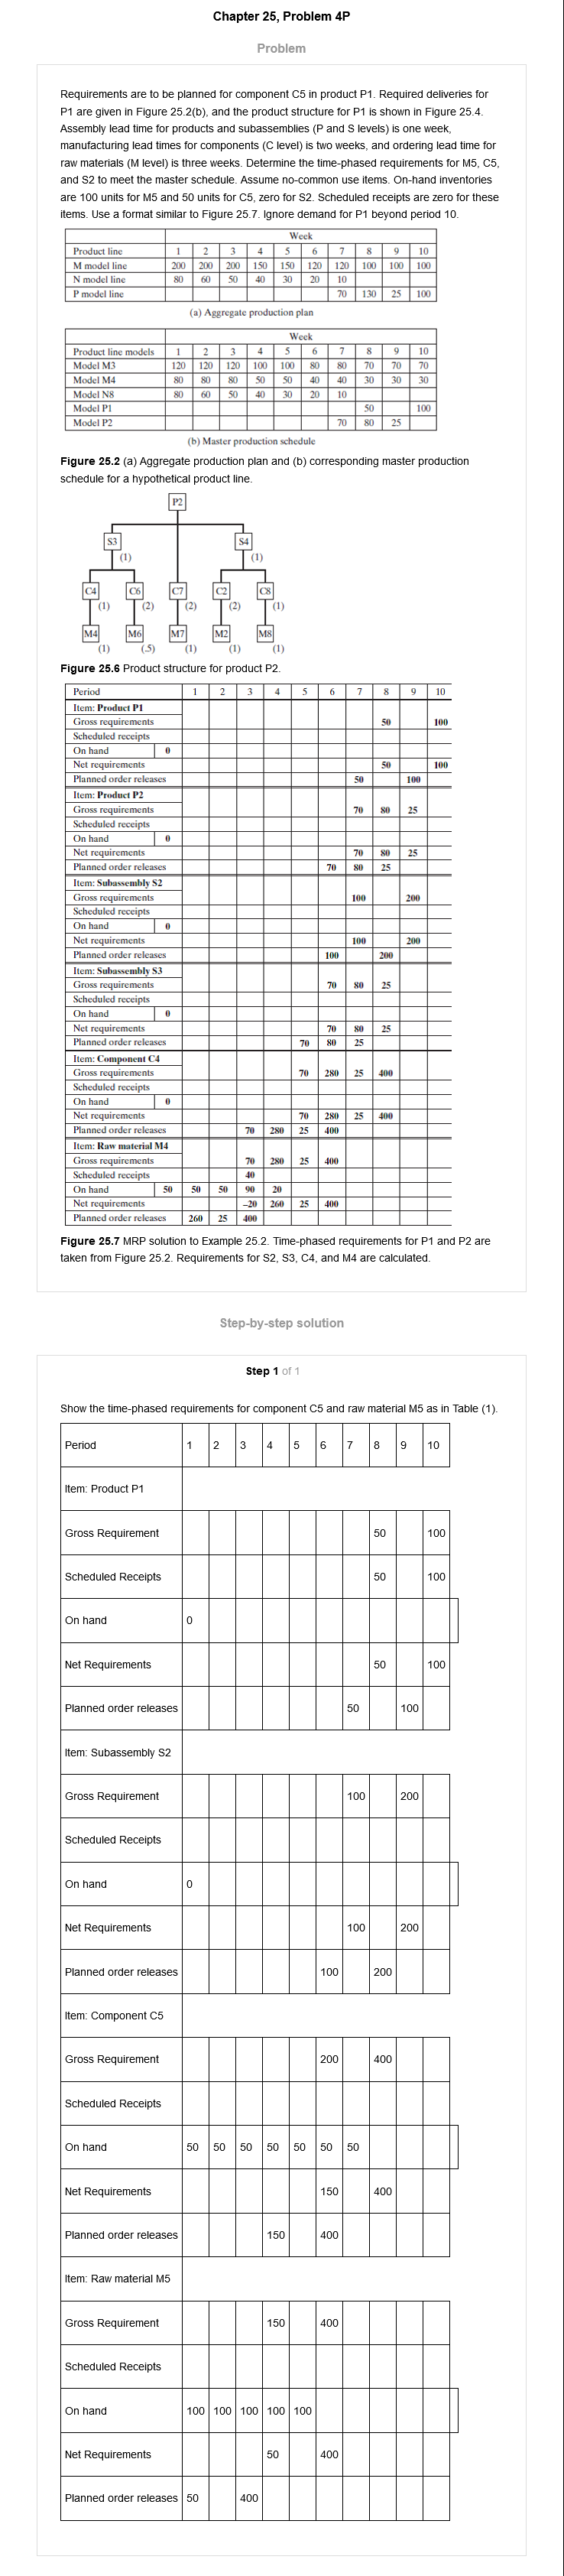 Chapter 25, Problem 4P
Problem
Requirements are to be planned for component C5 in product P1. Required deliveries for
P1 are given in Figure 25.2(b), and the product structure for P1 is shown in Figure 25.4.
Assembly lead time for products and subassemblies (P and S levels) is one week,
manufacturing lead times for components (C level) is two weeks, and ordering lead time for
raw materials (M level) is three weeks. Determine the time-phased requirements for M5, C5,
and S2 to meet the master schedule. Assume no-common use items. On-hand inventories
are 100 units for M5 and 50 units for C5, zero for S2. Scheduled receipts are zero for these
items. Use a format similar to Figure 25.7. Ignore demand for P1 beyond period 10.
Week
Product line 1 2 3 4 5 6 7 8 9 10
M model line 200 200 200 150 150 120 120 100 100 100
N model line 80 60 50 40 30 20 10
P model line 70 130 25 100
(a) Aggregate production plan
Week
Product line models 1 2 3 4 5 6 7 8 9 10
Model M3 120 120 120 100 100 80 80 70 70 70
Model M4 80 80 80 50 50 40 40 30 30 30
Model N8 80 60 50 40 30 20 10
Model P1 50 100
Model P2 70 80 25
(b) Master production schedule
Figure 25.2 (a) Aggregate production plan and (b) corresponding master production
schedule for a hypothetical product line.
P2
S3 S4
(1) (1)
C4 C6 C7 C2 C8
(1) (2) (2) (2) (1)
M4 M6 M7 M2 M8
(1) (.5) (1) (1) (1)
Figure 25.6 Product structure for product P2.
Period 1 2 3 4 5 6 7 8 9 10
Item: Product P1
Gross requirements 50 100
Scheduled receipts
On hand 0
Net requirements 50 100
Planned order releases 50 100
Item: Product P2
Gross requirements 70 80 25
Scheduled receipts
On hand 0
Net requirements 70 80 25
Planned order releases 70 80 25
Item: Subassembly S2
Gross requirements 100 200
Scheduled receipts
On hand 0
Net requirements 100 200
Planned order releases 100 200
Item: Subassembly S3
Gross requirements 70 80 25
Scheduled receipts
On hand 0
Net requirements 70 80 25
Planned order releases 70 80 25
Item: Component C4
Gross requirements 70 280 25 400
Scheduled receipts
On hand 0
Net requirements 70 280 25 400
Planned order releases 70 280 25 400
Item: Raw material M4
Gross requirements 70 280 25 400
Scheduled receipts 40
On hand 50 50 50 90 20
Net requirements –20 260 25 400
Planned order releases 260 25 400
Figure 25.7 MRP solution to Example 25.2. Time-phased requirements for P1 and P2 are
taken from Figure 25.2. Requirements for S2, S3, C4, and M4 are calculated.
Step-by-step solution
Step 1 of 1
Show the time-phased requirements for component C5 and raw material M5 as in Table (1).
Period 1 2 3 4 5 6 7 8 9 10
Item: Product P1
Gross Requirement 50 100
Scheduled Receipts 50 100
On hand 0
Net Requirements 50 100
Planned order releases 50 100
Item: Subassembly S2
Gross Requirement 100 200
Scheduled Receipts
On hand 0
Net Requirements 100 200
Planned order releases 100 200
Item: Component C5
Gross Requirement 200 400
Scheduled Receipts
On hand 50 50 50 50 50 50 50
Net Requirements 150 400
Planned order releases 150 400
Item: Raw material M5
Gross Requirement 150 400
Scheduled Receipts
On hand 100 100 100 100 100
Net Requirements 50 400
Planned order releases 50 400